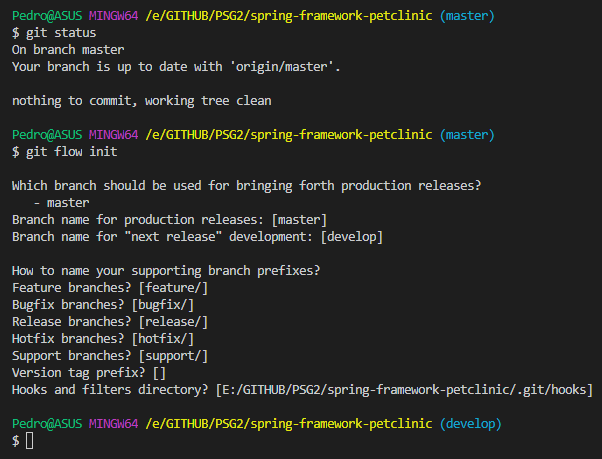 Pedro@ASUS MINGW64 /e/GITHUB/PSG2/spring-framework-petclinic (master)
$ git status
On branch master
Your branch is up to date with 'origin/master'.
nothing to commit, working tree clean
Pedro@ASUS MINGW64 /e/GITHUB/PSG2/spring-framework-petclinic (master)
$ git flow init
Which branch should be used for bringing forth production releases?
   - master
Branch name for production releases: [master]
Branch name for "next release" development: [develop]
How to name your supporting branch prefixes?
Feature branches? [feature/]
Bugfix branches? [bugfix/]
Release branches? [release/]
Hotfix branches? [hotfix/]
Support branches? [support/]
Version tag prefix? []
Hooks and filters directory? [E:/GITHUB/PSG2/spring-framework-petclinic/.git/hooks]
Pedro@ASUS MINGW64 /e/GITHUB/PSG2/spring-framework-petclinic (develop)
$